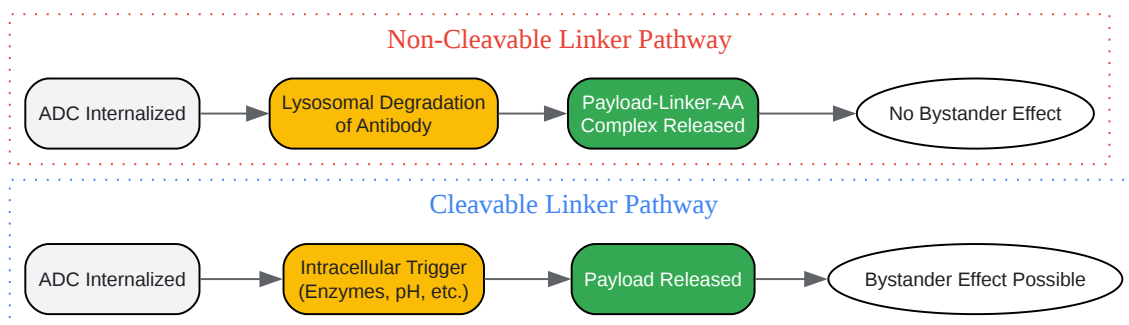 Non-Cleavable Linker Pathway
ADC Internalized
Lysosomal Degradation
of Antibody
Payload-Linker-AA
Complex Released
No Bystander Effect
Cleavable Linker Pathway
ADC Internalized
Intracellular Trigger
(Enzymes, pH, etc.)
Payload Released
Bystander Effect Possible